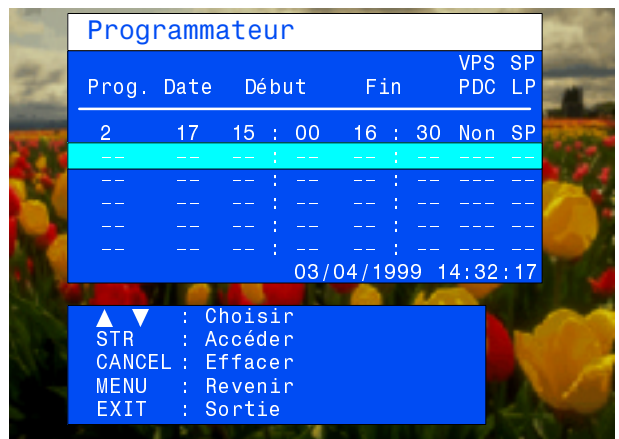 Programmateur
VPS SP
Prog. Date Début Fin PDC LP
2 17 15 : 00 16 : 30 Non SP
-- -- -- : -- -- : -- --- --
-- -- -- : -- -- : -- --- --
-- -- -- : -- -- : -- --- --
-- -- -- : -- -- : -- --- --
-- -- -- : -- -- : -- --- --
03/04/1999 14:32:17
▲ ▼ : Choisir
STR : Accéder
CANCEL : Effacer
MENU : Revenir
EXIT : Sortie